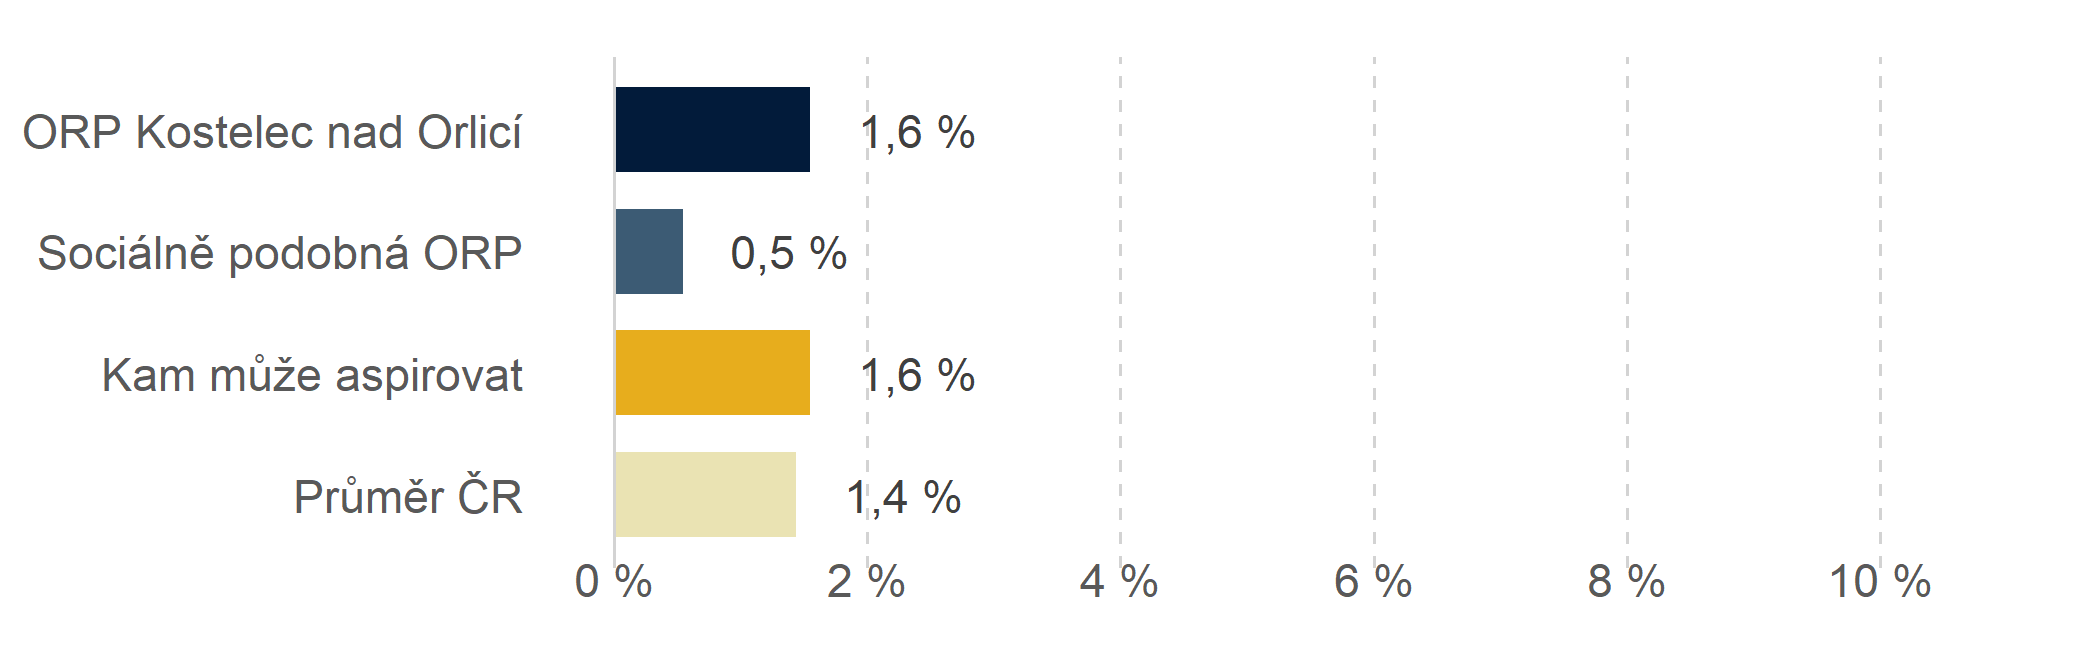 ORP Kostelec nad Orlicí 1,6 %
Sociálně podobná ORP 0,5 %
Kam může aspirovat 1,6 %
Průměr ČR 1,4 %
0 % 2 % 4 % 6 % 8 % 10 %